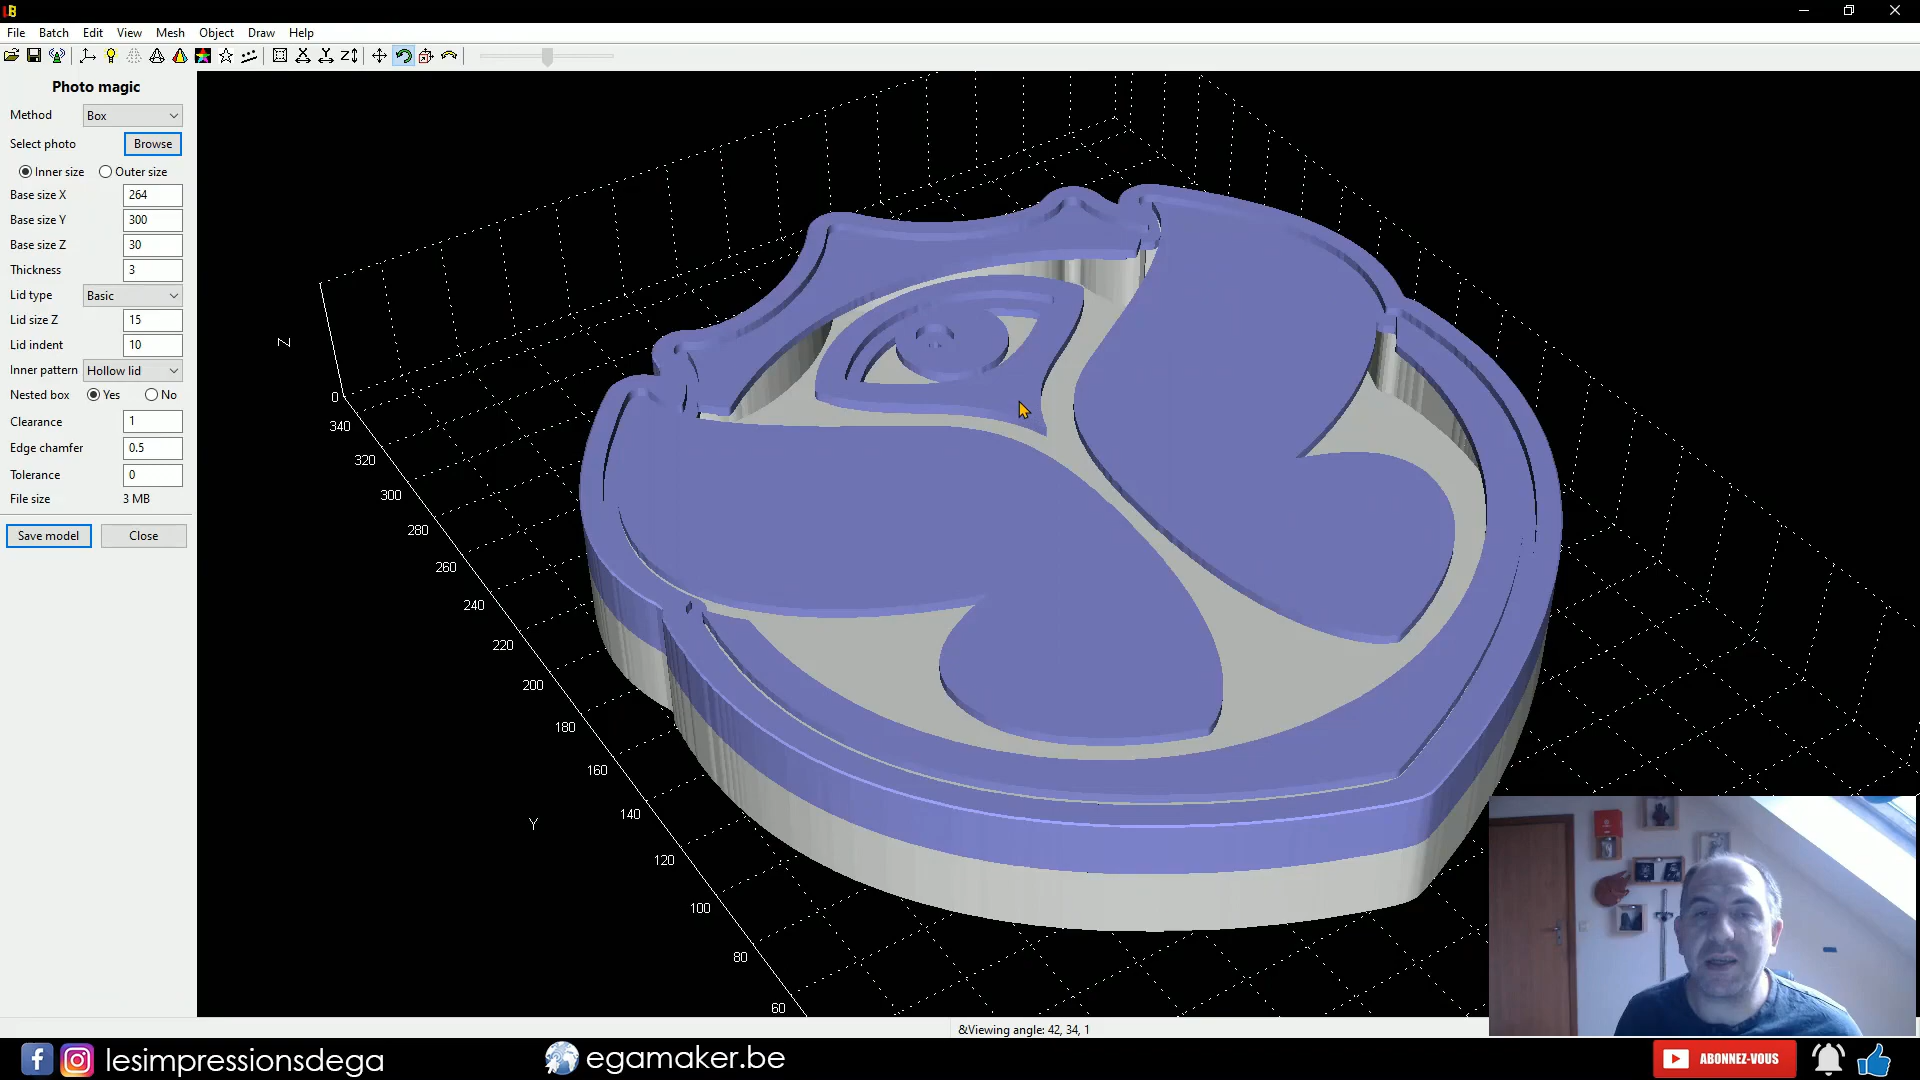 LB
File Batch Edit View Mesh Object Draw Help
Photo magic
Method Box
Select photo Browse
Inner size Outer size
Base size X 264
Base size Y 300
Base size Z 30
Thickness 3
Lid type Basic
Lid size Z 15
Lid indent 10
Inner pattern Hollow lid
Nested box Yes No
Clearance 1
Edge chamfer 0.5
Tolerance 0
File size 3 MB
Save model Close
Z
0
340
320
300
280
260
240
220
200
180
160
140
120
100
80
60
Y
&Viewing angle: 42, 34, 1
lesimpressionsdega egamaker.be ABONNEZ-VOUS